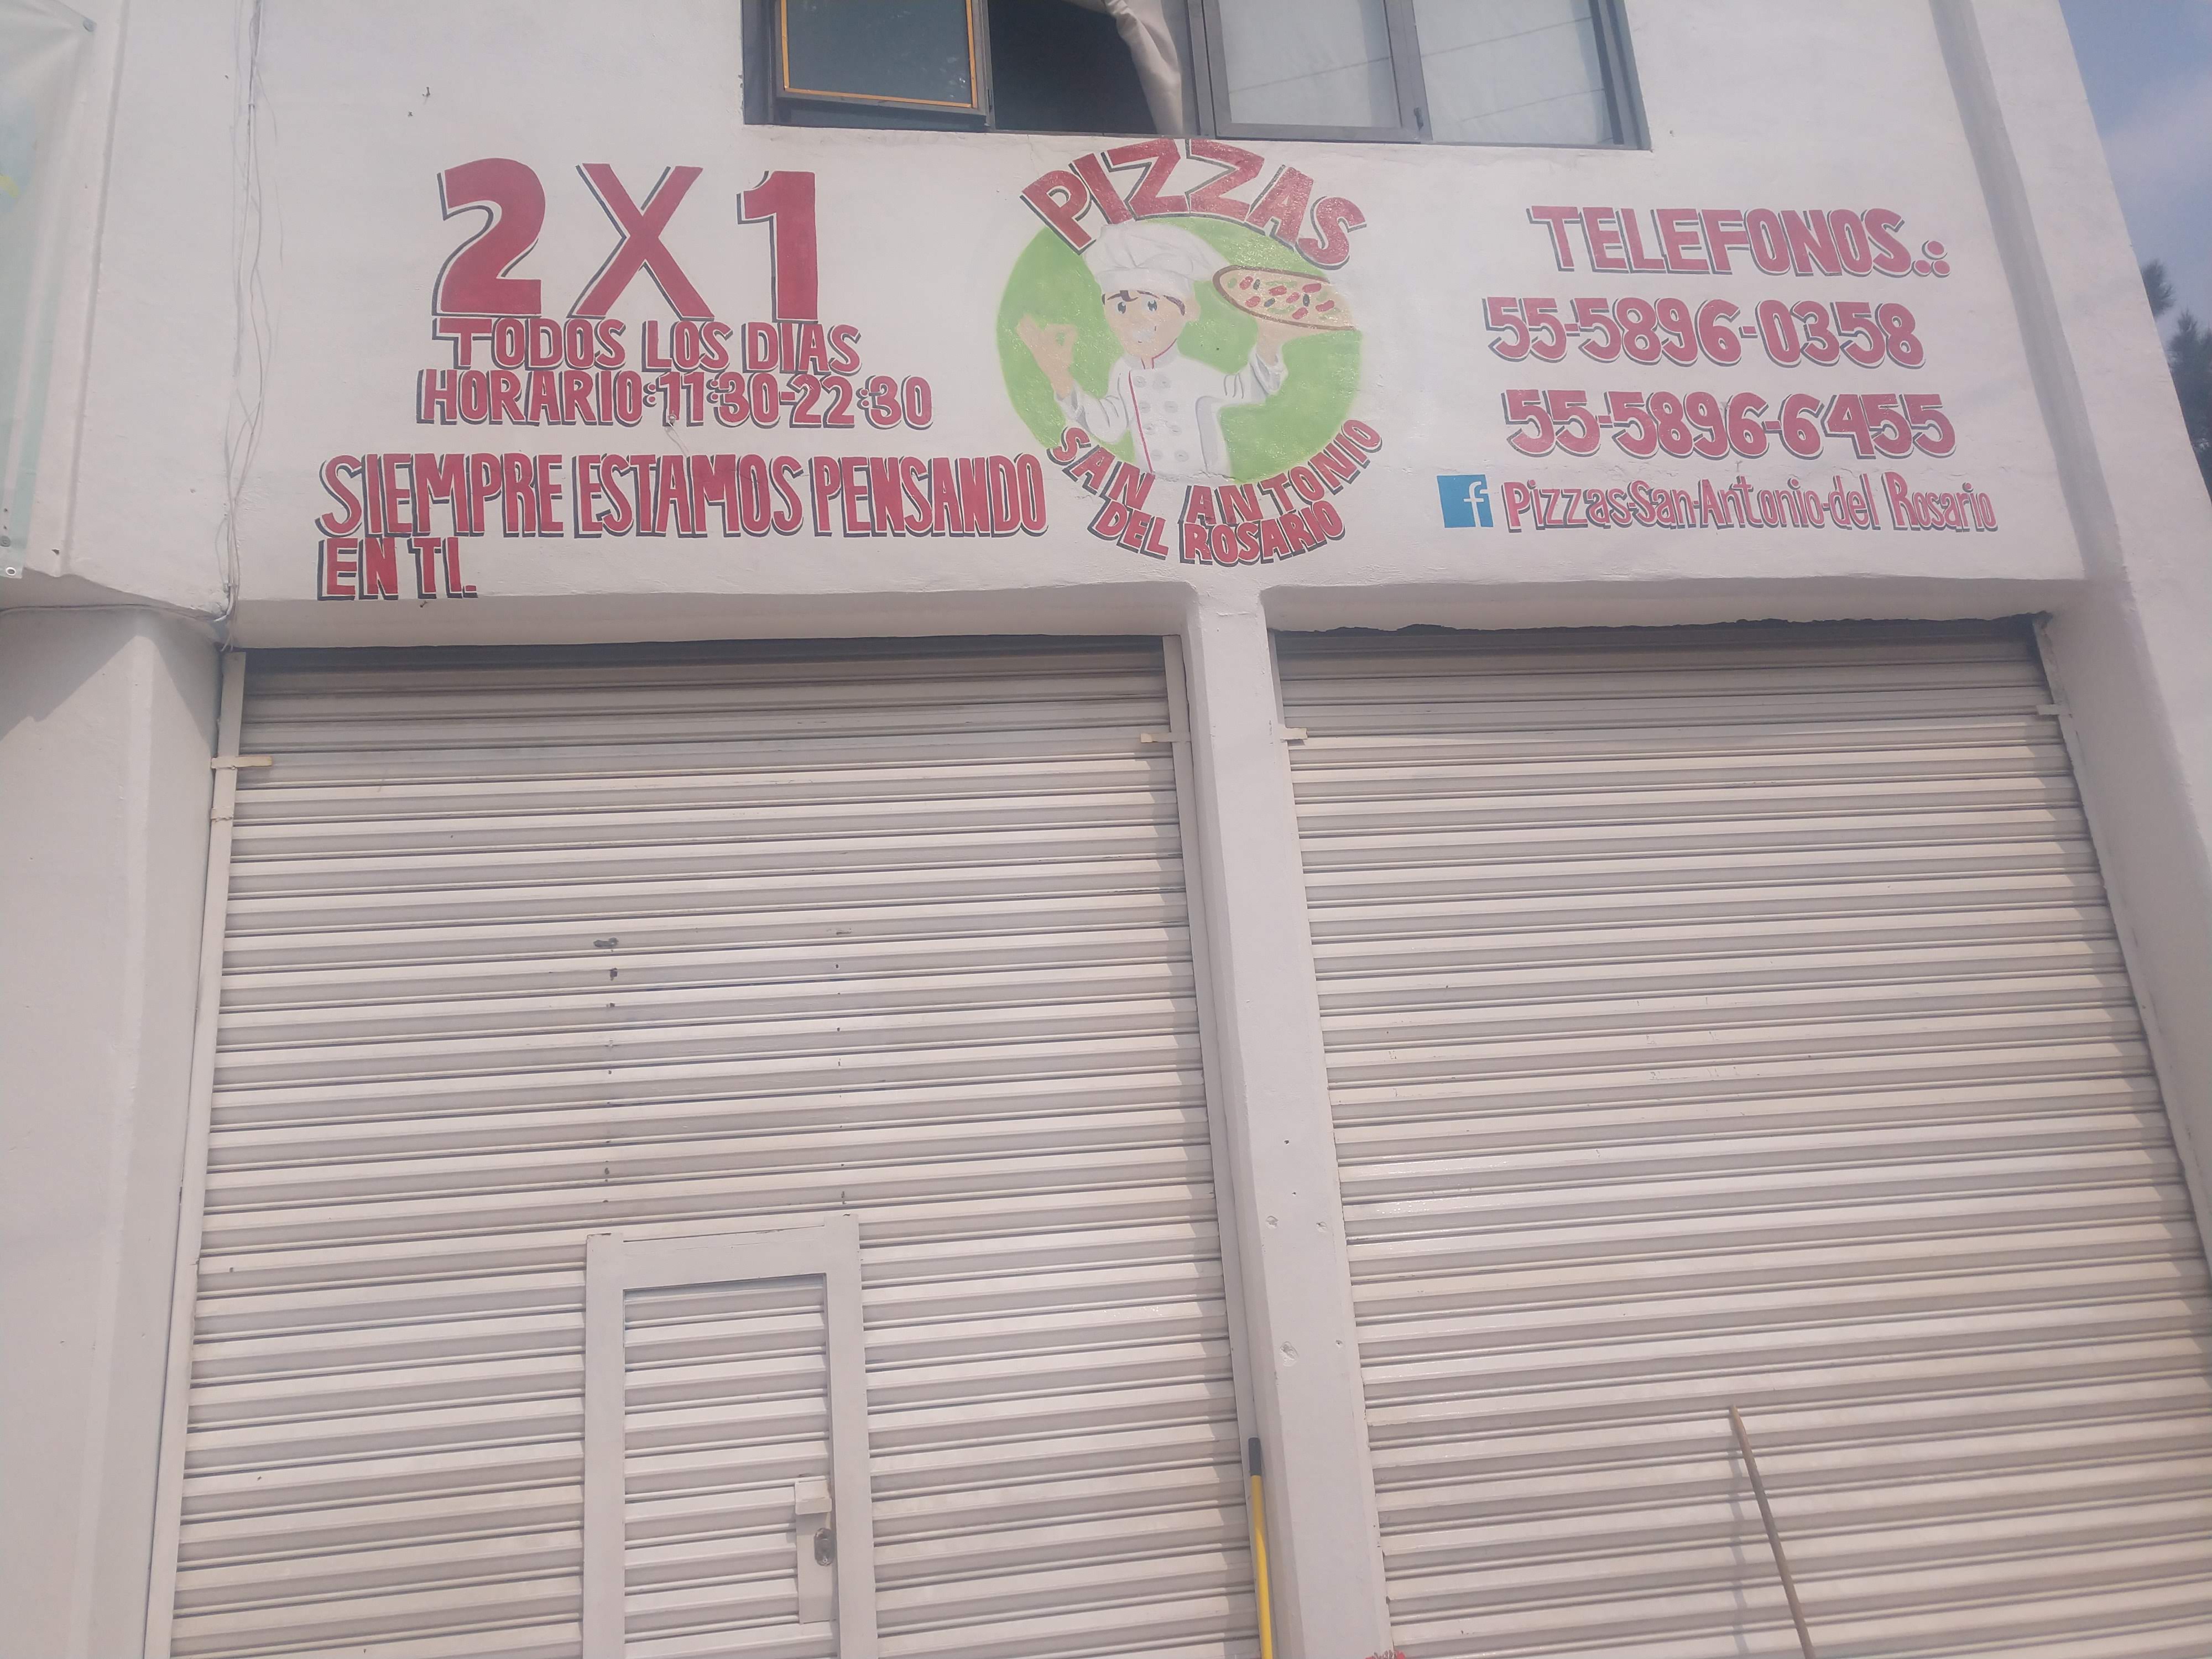 2X1
TODOS LOS DIAS
HORARIO:11:30-22:30
SIEMPRE ESTAMOS PENSANDO
EN TI.
PIZZAS
SAN ANTONIO
DEL ROSARIO
TELEFONOS.:
55-5896-0358
55-5896-6455
f Pizzas-San-Antonio-del Rosario